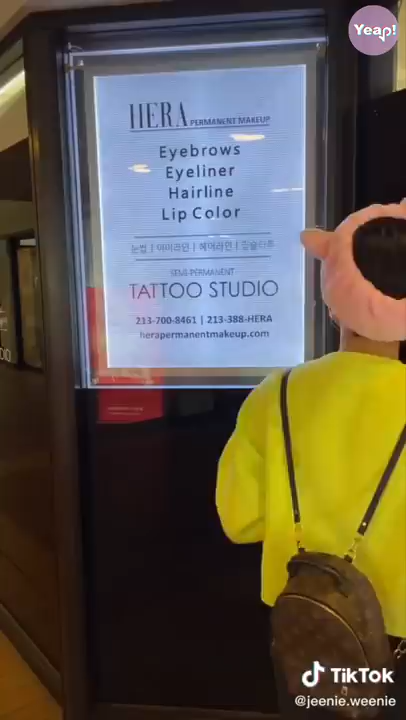 Yeap!
HERA PERMANENT MAKEUP
Eyebrows
Eyeliner
Hairline
Lip Color
눈썹 | 아이라인 | 헤어라인 | 입술타투
SEMI-PERMANENT
TATTOO STUDIO
213-700-8461 | 213-388-HERA
herapermanentmakeup.com
TikTok
@jeenie.weenie